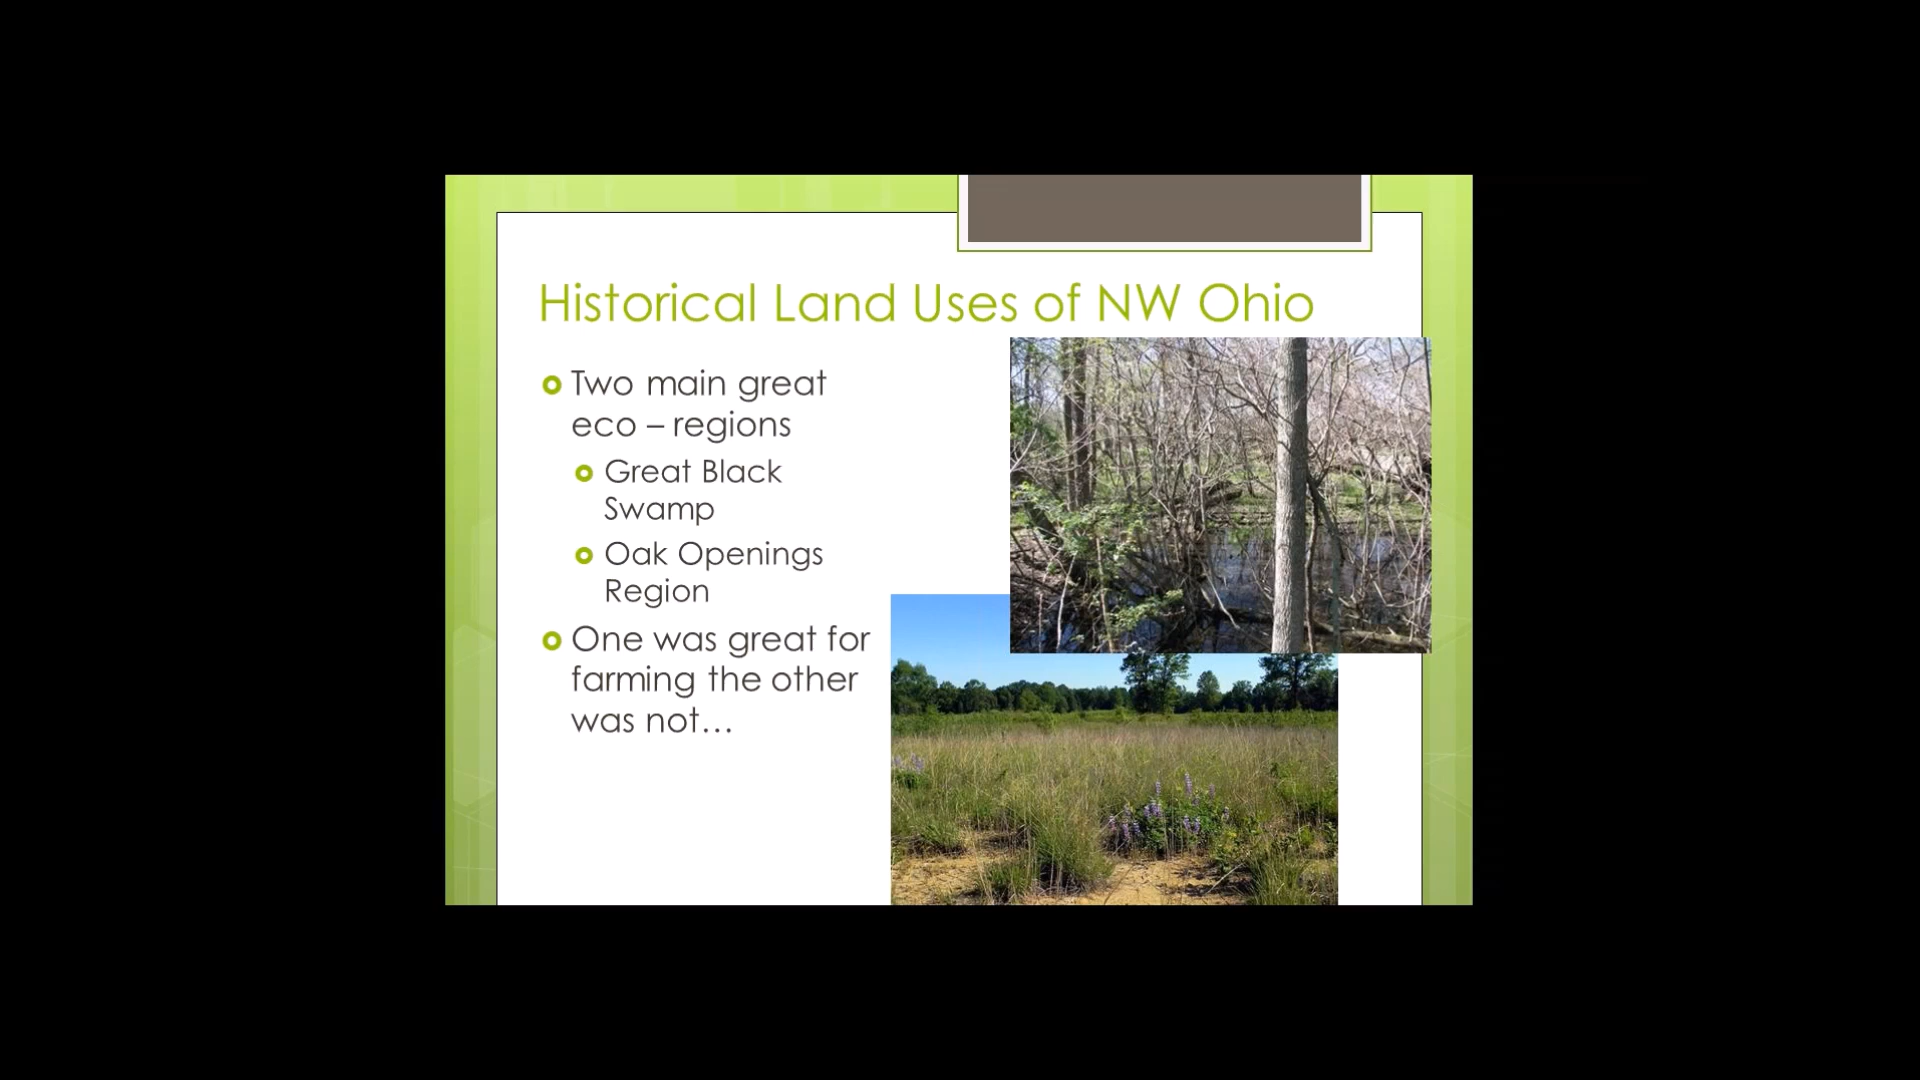 Historical Land Uses of NW Ohio
Two main great
eco – regions
Great Black
Swamp
Oak Openings
Region
One was great for
farming the other
was not…